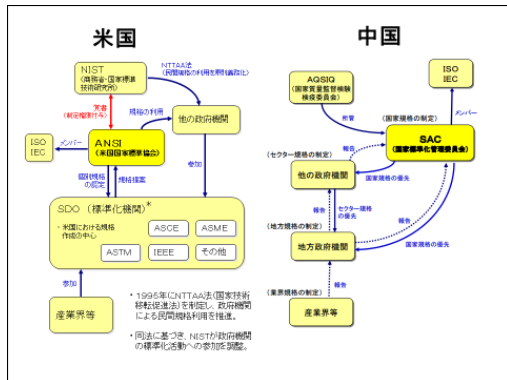 米国
NIST
(商務省・国家標準
技術研究所)
NTTAA法
(民間規格の利用を原則義務化)
覚書
(制定権限付与)
規格の利用
他の政府機関
ISO
IEC
メンバー
ANSI
(米国国家標準協会)
個別規格
の認定
規格提案
参加
SDO (標準化機関)*
・米国における規格
作成の中心
ASCE
ASME
ASTM
IEEE
その他
参加
産業界等
・1995年にNTTAA法(国家技術
移転促進法)を制定し、政府機関
による民間規格利用を推進。
・同法に基づき、NISTが政府機関
の標準化活動への参加を調整。
中国
AQSIQ
(国家質量監督検験
検疫委員会)
ISO
IEC
所管
(国家規格の制定)
メンバー
SAC
(国家標準化管理委員会)
(セクター規格の制定)
報告
他の政府機関
国家規格の優先
報告
セクター規格
の優先
報告
(地方規格の制定)
地方政府機関
国家規格の優先
(業界規格の制定)
報告
産業界等